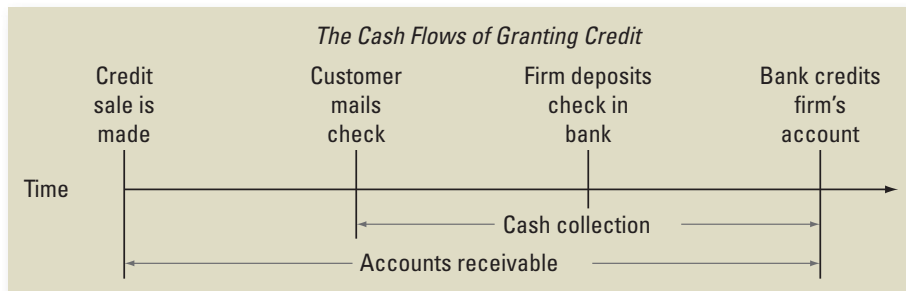 The Cash Flows of Granting Credit
Credit
sale is
made
Customer
mails
check
Firm deposits
check in
bank
Bank credits
firm's
account
Time
Cash collection
Accounts receivable